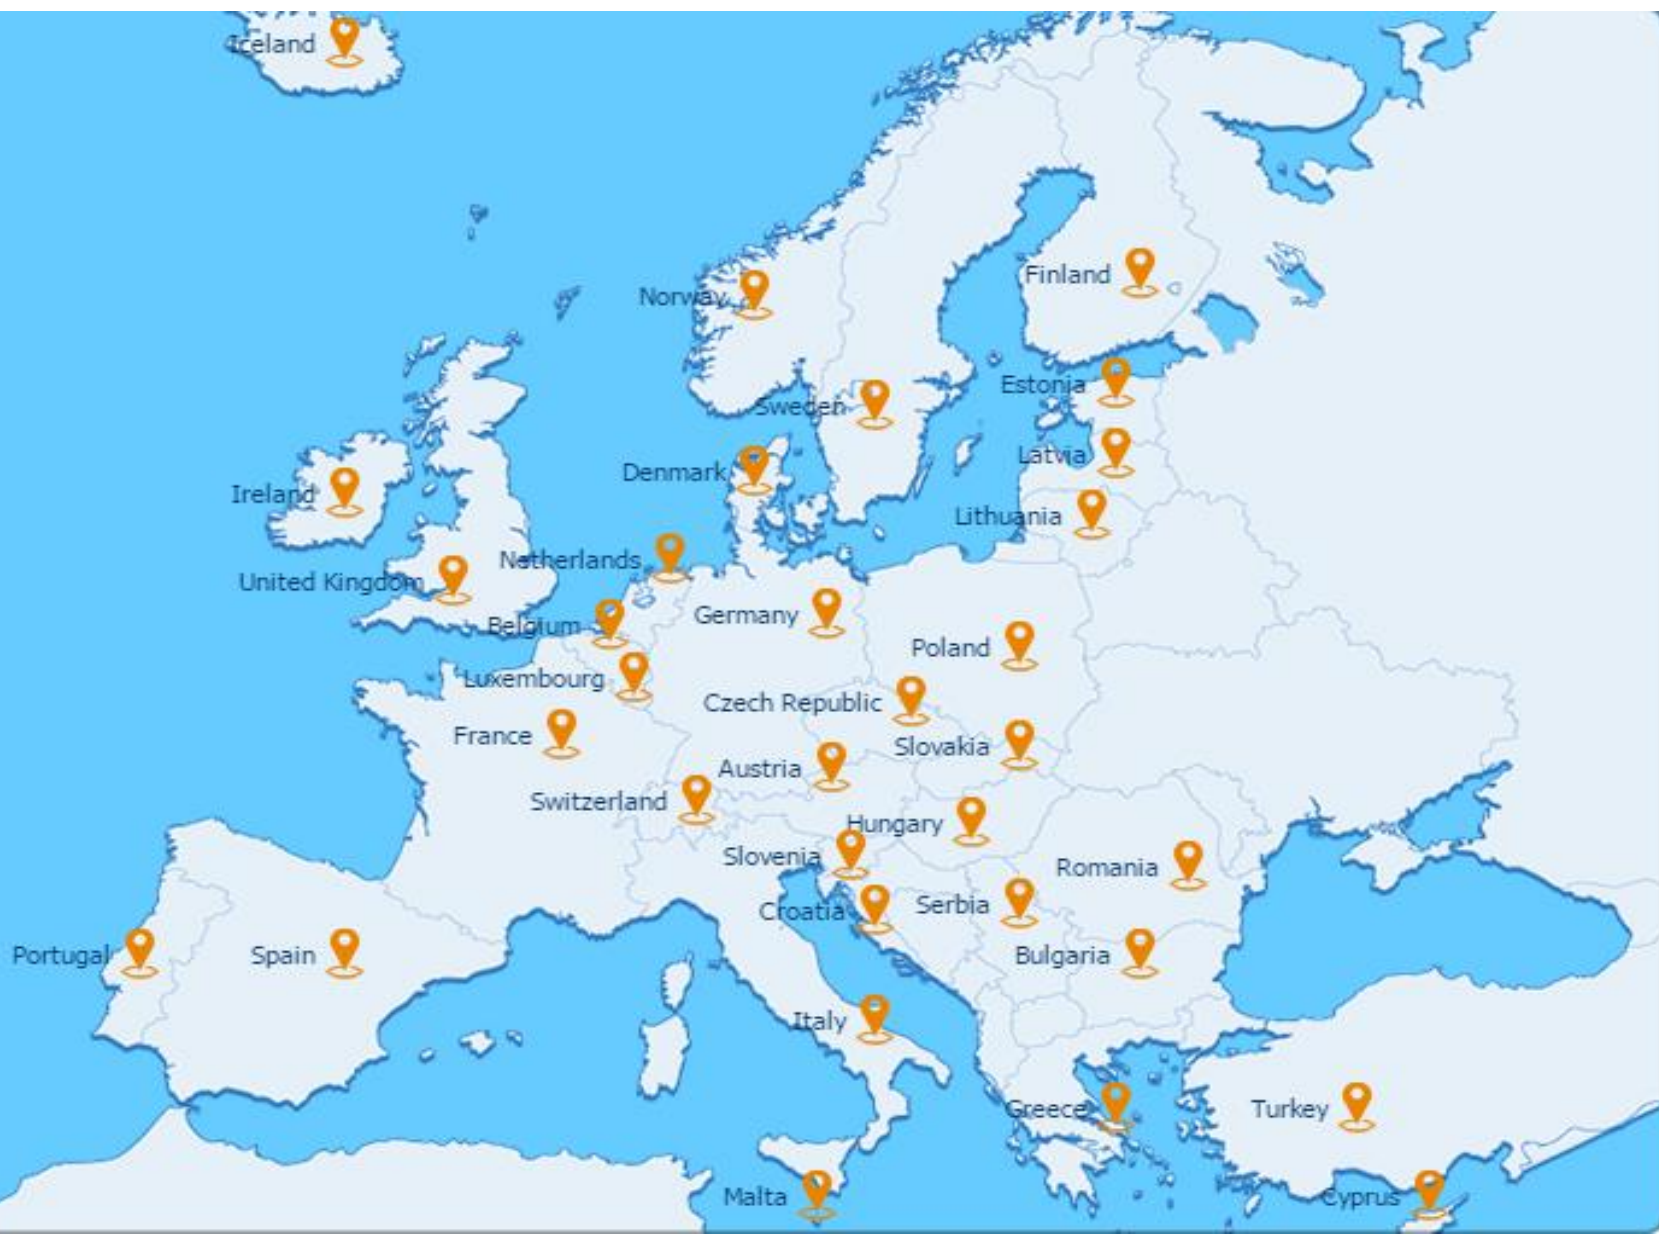 Iceland
Finland
Norway
Estonia
Sweden
Latvia
Denmark
Ireland
Lithuania
Netherlands
United Kingdom
Germany
Belgium
Poland
Luxembourg
Czech Republic
France
Slovakia
Austria
Switzerland
Hungary
Slovenia
Romania
Serbia
Croatia
Portugal
Spain
Bulgaria
Italy
Greece
Turkey
Malta
Cyprus